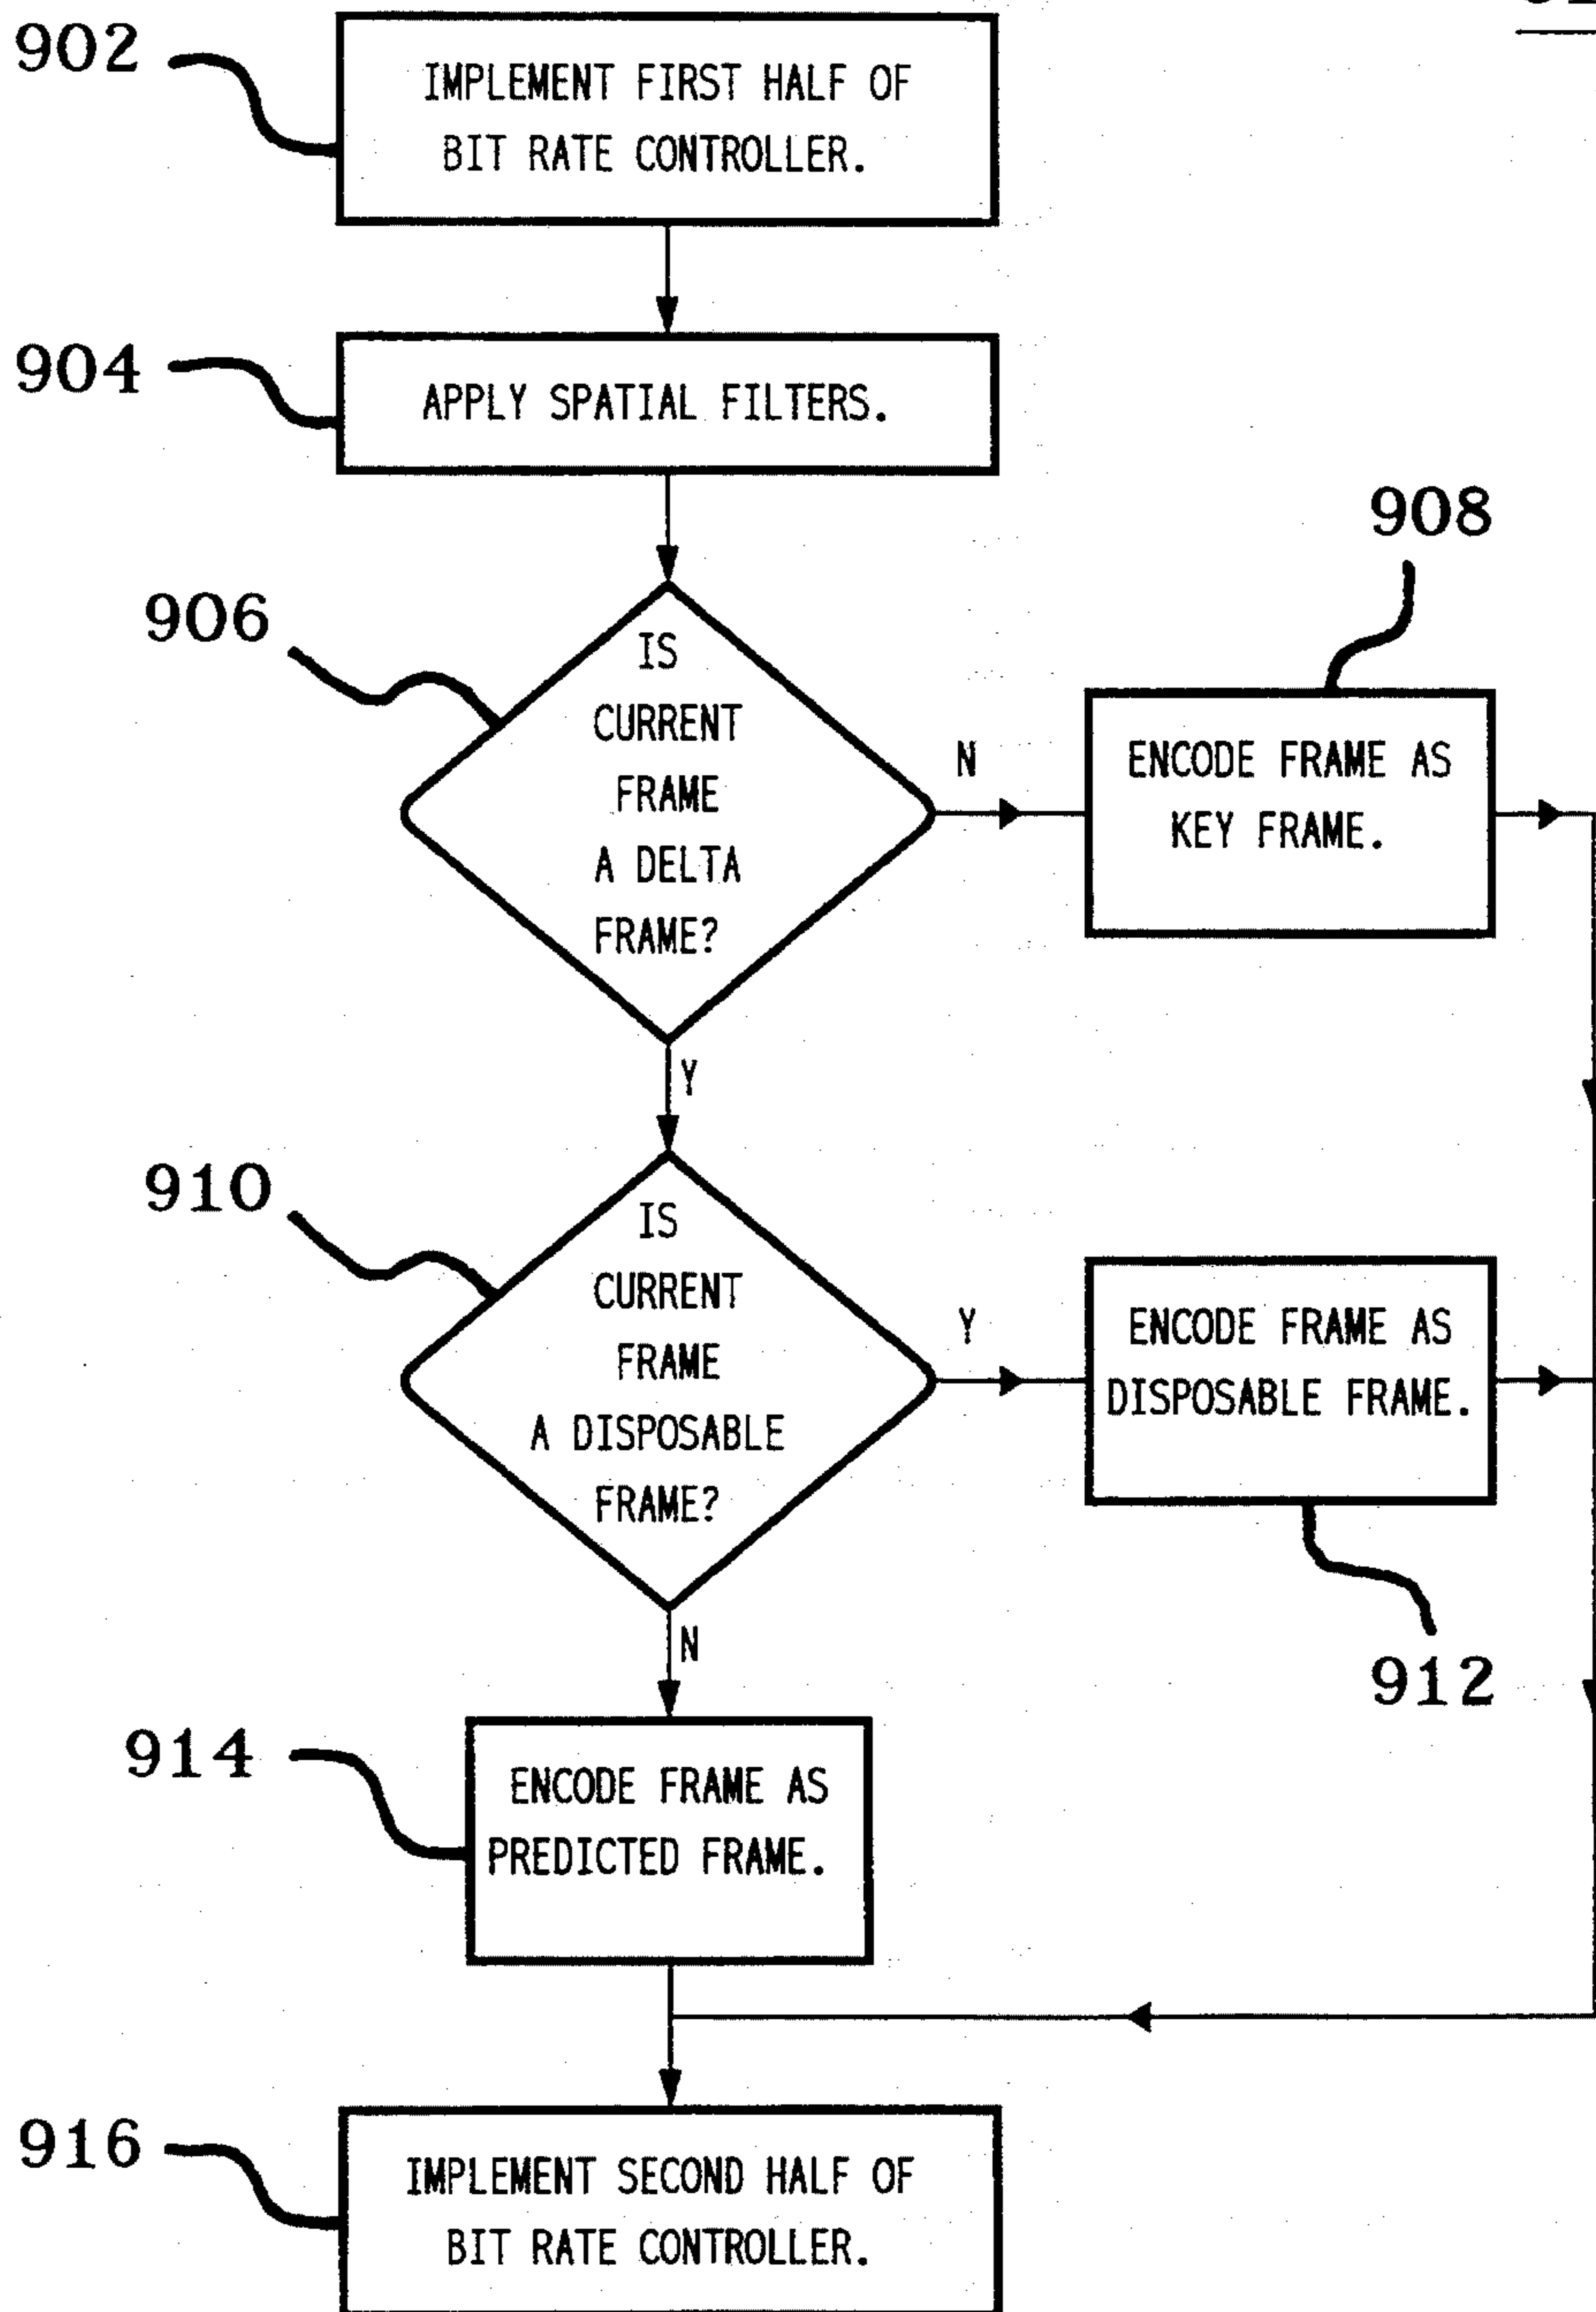 902
IMPLEMENT FIRST HALF OF
BIT RATE CONTROLLER.
904
APPLY SPATIAL FILTERS.
908
906
IS
CURRENT
FRAME
A DELTA
FRAME?
N
ENCODE FRAME AS
KEY FRAME.
Y
910
IS
CURRENT
FRAME
A DISPOSABLE
FRAME?
Y
ENCODE FRAME AS
DISPOSABLE FRAME.
N
912
914
ENCODE FRAME AS
PREDICTED FRAME.
916
IMPLEMENT SECOND HALF OF
BIT RATE CONTROLLER.